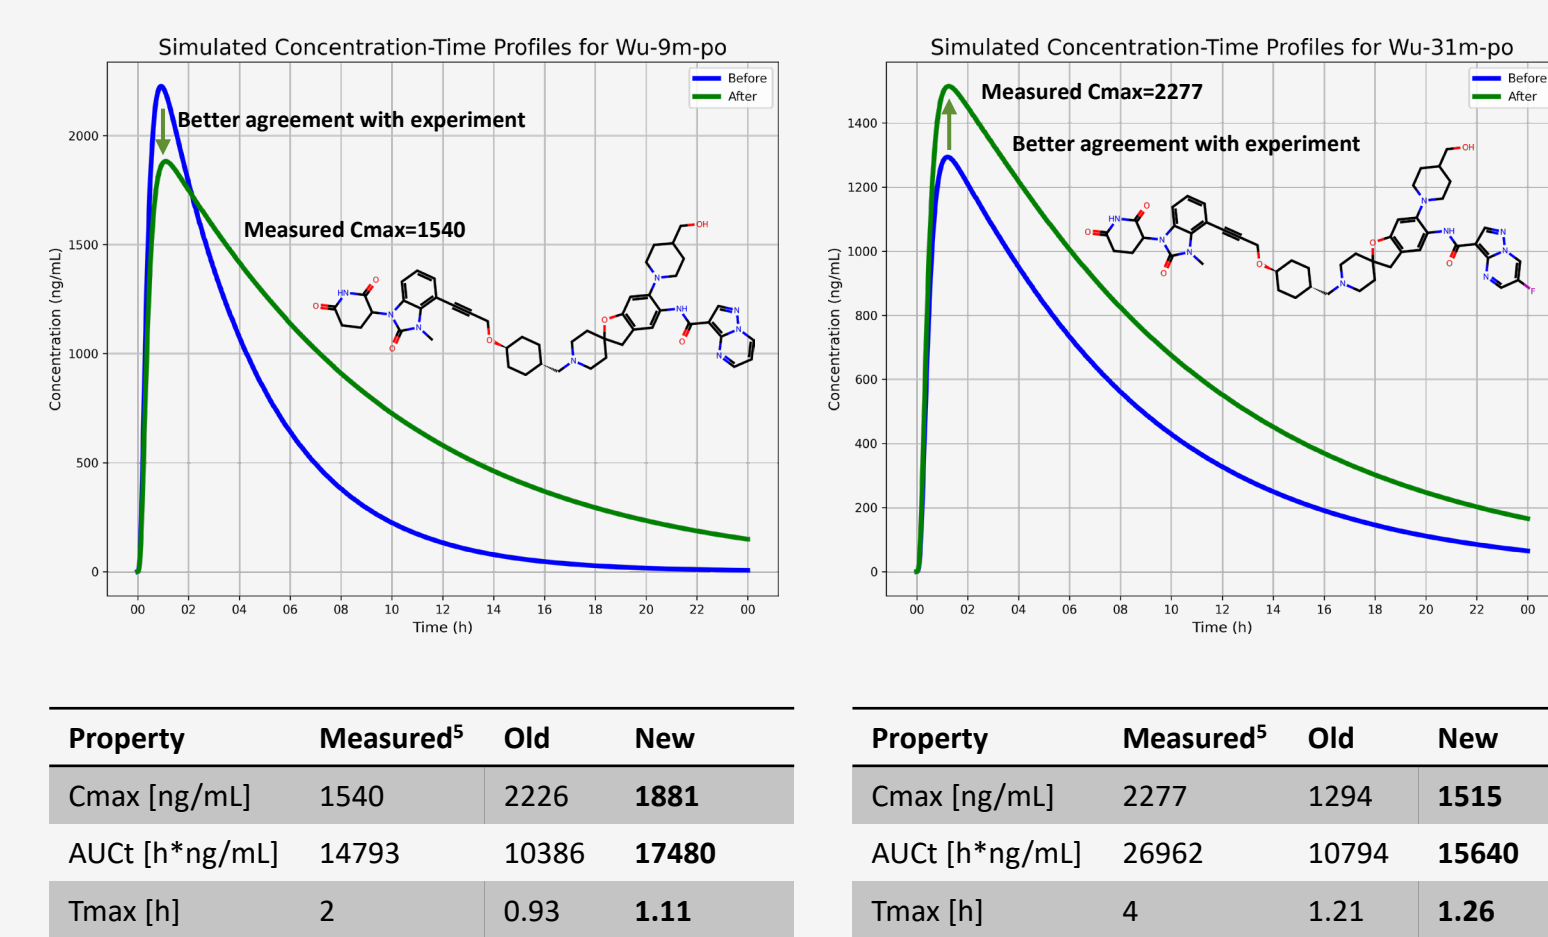 Simulated Concentration-Time Profiles for Wu-9m-po
Before
After
Better agreement with experiment
Measured Cmax=1540
Concentration (ng/mL)
2000
1500
1000
500
0
00 02 04 06 08 10 12 14 16 18 20 22 00
Time (h)
HN O O N O N O N O OH N NH O N N N
Simulated Concentration-Time Profiles for Wu-31m-po
Before
After
Measured Cmax=2277
Better agreement with experiment
Concentration (ng/mL)
1400
1200
1000
800
600
400
200
0
00 02 04 06 08 10 12 14 16 18 20 22 00
Time (h)
HN O O N O N O N O OH N NH O N N N F
Property Measured⁵ Old New
Cmax [ng/mL] 1540 2226 1881
AUCt [h*ng/mL] 14793 10386 17480
Tmax [h] 2 0.93 1.11
Property Measured⁵ Old New
Cmax [ng/mL] 2277 1294 1515
AUCt [h*ng/mL] 26962 10794 15640
Tmax [h] 4 1.21 1.26